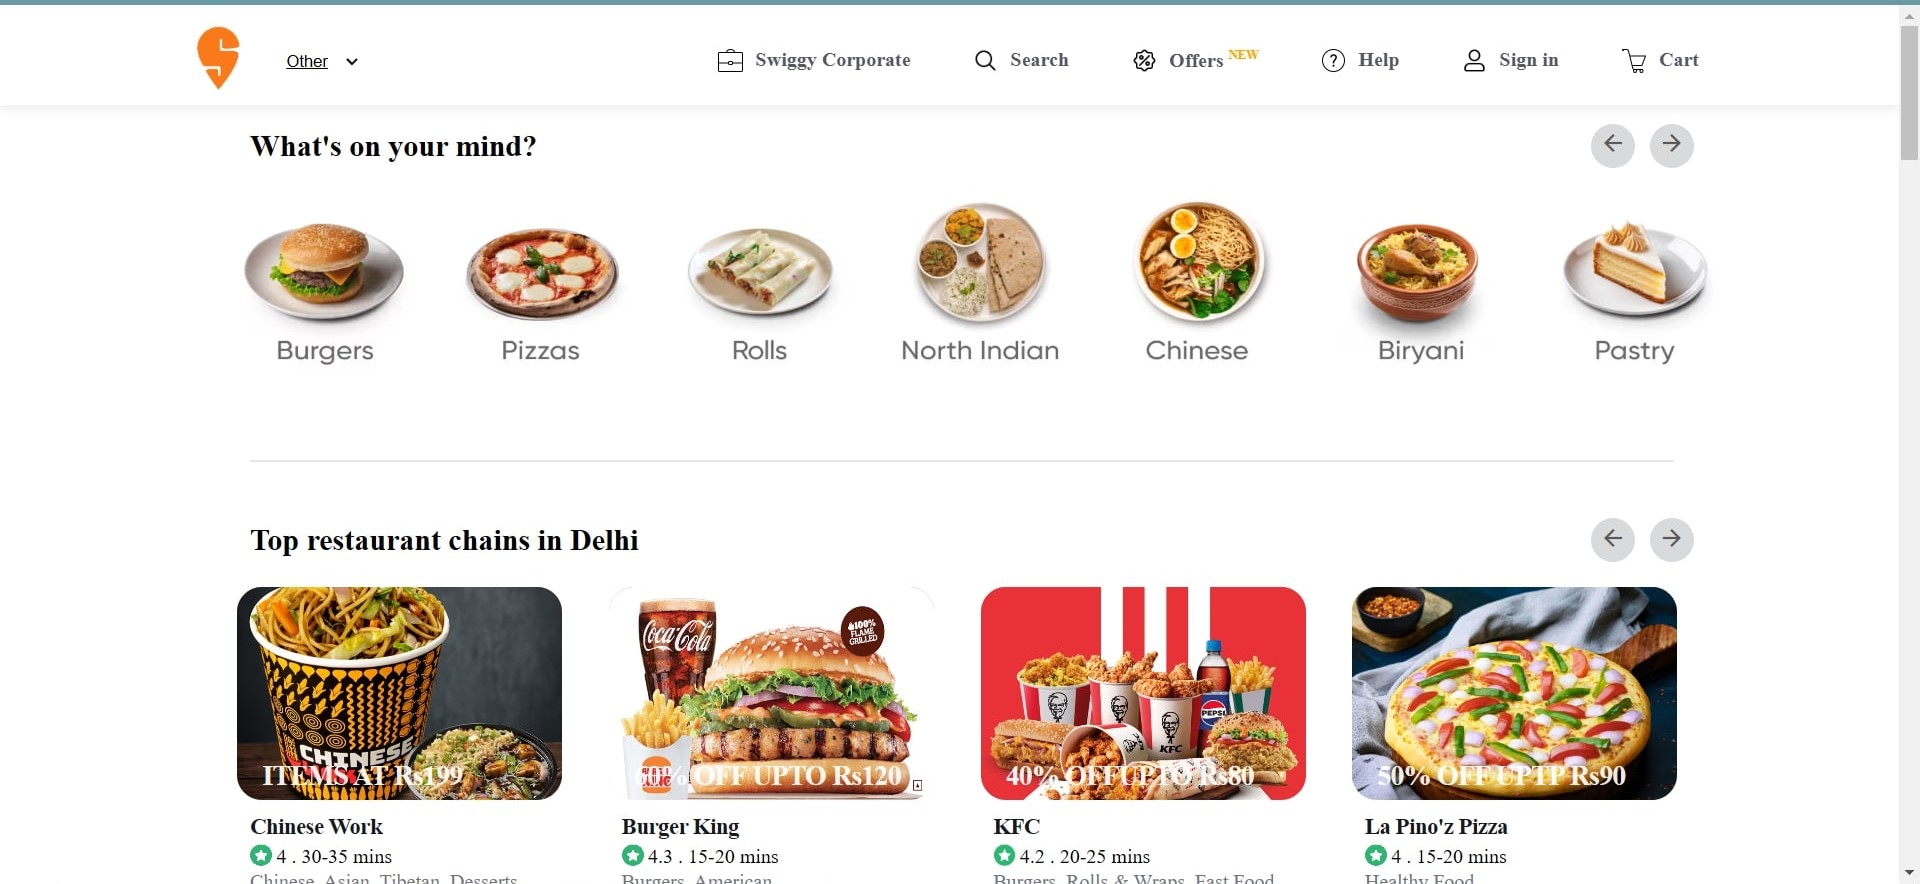 Other
Swiggy Corporate
Search
Offers NEW
Help
Sign in
Cart
What's on your mind?
Burgers
Pizzas
Rolls
North Indian
Chinese
Biryani
Pastry
Top restaurant chains in Delhi
CHINESE
ITEMS AT Rs199
Coca-Cola
100%
FLAME
GRILLED
60% OFF UPTO Rs120
PEPSI
KFC
40% OFFUPTO Rs80
50% OFF UPTP Rs90
Chinese Work
4 . 30-35 mins
Chinese, Asian, Tibetan, Desserts
Burger King
4.3 . 15-20 mins
Burgers, American
KFC
4.2 . 20-25 mins
Burgers, Rolls & Wraps, Fast Food
La Pino'z Pizza
4 . 15-20 mins
Healthy Food